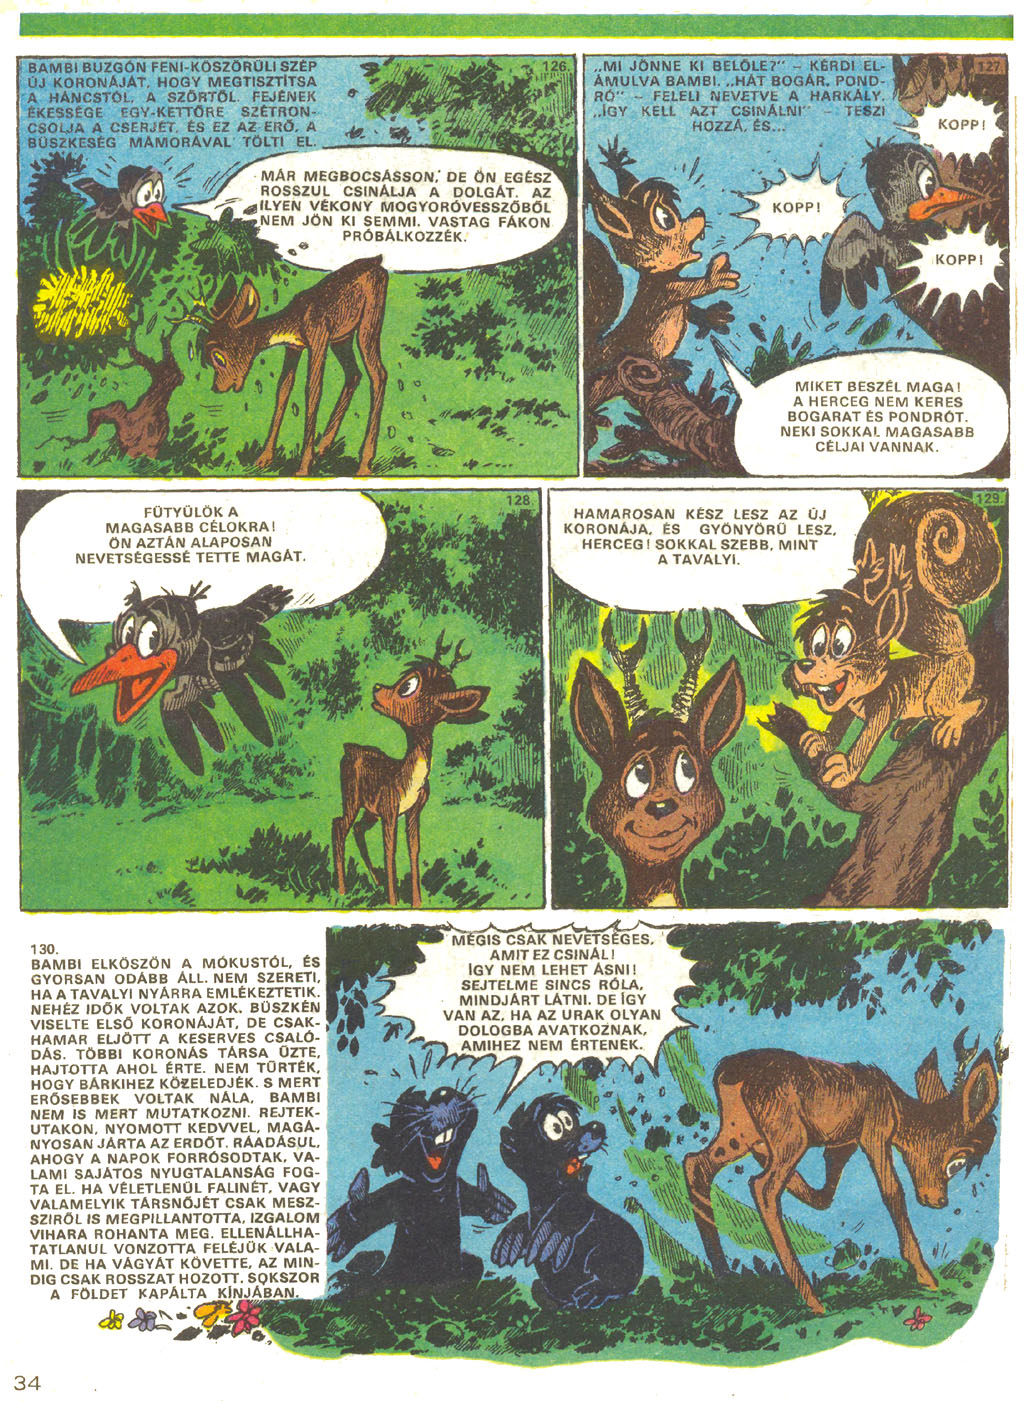 BAMBI BUZGÓN FENI-KÖSZÖRÜLI SZÉP
ÚJ KORONÁJÁT, HOGY MEGTISZTÍTSA
A HÁNCSTÓL, A SZŐRTŐL. FEJÉNEK
ÉKESSÉGE EGY-KETTŐRE SZÉTRON-
CSOLJA A CSERJÉT, ÉS EZ AZ ERŐ, A
BÜSZKESÉG MÁMORÁVAL TÖLTI EL.
126.
MÁR MEGBOCSÁSSON, DE ÖN EGÉSZ
ROSSZUL CSINÁLJA A DOLGÁT. AZ
ILYEN VÉKONY MOGYORÓVESSZŐBŐL
NEM JÖN KI SEMMI. VASTAG FÁKON
PRÓBÁLKOZZÉK.
„MI JÖNNE KI BELŐLE?" – KÉRDI EL-
ÁMULVA BAMBI. „HÁT BOGÁR, POND-
RÓ" – FELELI NEVETVE A HARKÁLY.
„ÍGY KELL AZT CSINÁLNI" – TESZI
HOZZÁ, ÉS...
127.
KOPP!
KOPP!
KOPP!
MIKET BESZÉL MAGA!
A HERCEG NEM KERES
BOGARAT ÉS PONDRÓT.
NEKI SOKKAL MAGASABB
CÉLJAI VANNAK.
128.
FÜTYÜLÖK A
MAGASABB CÉLOKRA!
ÖN AZTÁN ALAPOSAN
NEVETSÉGESSÉ TETTE MAGÁT.
129.
HAMAROSAN KÉSZ LESZ AZ ÚJ
KORONÁJA, ÉS GYÖNYÖRŰ LESZ,
HERCEG! SOKKAL SZEBB, MINT
A TAVALYI.
130.
BAMBI ELKÖSZÖN A MÓKUSTÓL, ÉS
GYORSAN ODÁBB ÁLL. NEM SZERETI,
HA A TAVALYI NYÁRRA EMLÉKEZTETIK.
NEHÉZ IDŐK VOLTAK AZOK. BÜSZKÉN
VISELTE ELSŐ KORONÁJÁT, DE CSAK-
HAMAR ELJÖTT A KESERVES CSALÓ-
DÁS. TÖBBI KORONÁS TÁRSA ŰZTE,
HAJTOTTA AHOL ÉRTE. NEM TŰRTÉK,
HOGY BÁRKIHEZ KÖZELEDJÉK. S MERT
ERŐSEBBEK VOLTAK NÁLA, BAMBI
NEM IS MERT MUTATKOZNI. REJTEK-
UTAKON, NYOMOTT KEDVVEL, MAGÁ-
NYOSAN JÁRTA AZ ERDŐT. RÁADÁSUL,
AHOGY A NAPOK FORRÓSODTAK, VA-
LAMI SAJÁTOS NYUGTALANSÁG FOG-
TA EL. HA VÉLETLENÜL FALINÉT, VAGY
VALAMELYIK TÁRSNŐJÉT CSAK MESZ-
SZIRŐL IS MEGPILLANTOTTA, IZGALOM
VIHARA ROHANTA MEG. ELLENÁLLHA-
TATLANUL VONZOTTA FELÉJÜK VALA-
MI. DE HA VÁGYÁT KÖVETTE, AZ MIN-
DIG CSAK ROSSZAT HOZOTT. SOKSZOR
A FÖLDET KAPÁLTA KÍNJÁBAN.
MÉGIS CSAK NEVETSÉGES,
AMIT EZ CSINÁL!
ÍGY NEM LEHET ÁSNI!
SEJTELME SINCS RÓLA,
MINDJÁRT LÁTNI. DE ÍGY
VAN AZ, HA AZ URAK OLYAN
DOLOGBA AVATKOZNAK,
AMIHEZ NEM ÉRTENEK.
34